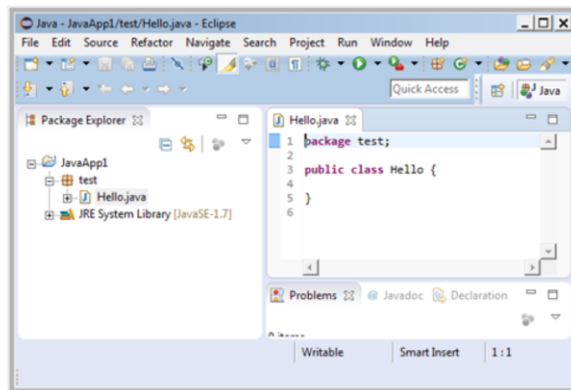 Java - JavaApp1/test/Hello.java - Eclipse
File Edit Source Refactor Navigate Search Project Run Window Help
Quick Access
Java
Package Explorer
JavaApp1
test
Hello.java
JRE System Library [JavaSE-1.7]
Hello.java
1 package test;
2
3 public class Hello {
4
5 }
6
Problems @ Javadoc Declaration
0 items
Writable Smart Insert 1:1